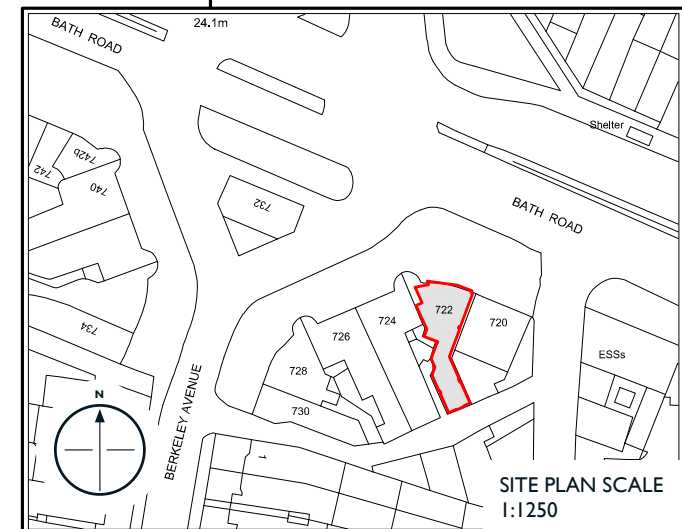 BATH ROAD
24.1m
Shelter
742b
742
740
732
BATH ROAD
722
720
724
726
734
728
730
ESSs
BERKELEY AVENUE
N
1
SITE PLAN SCALE
1:1250